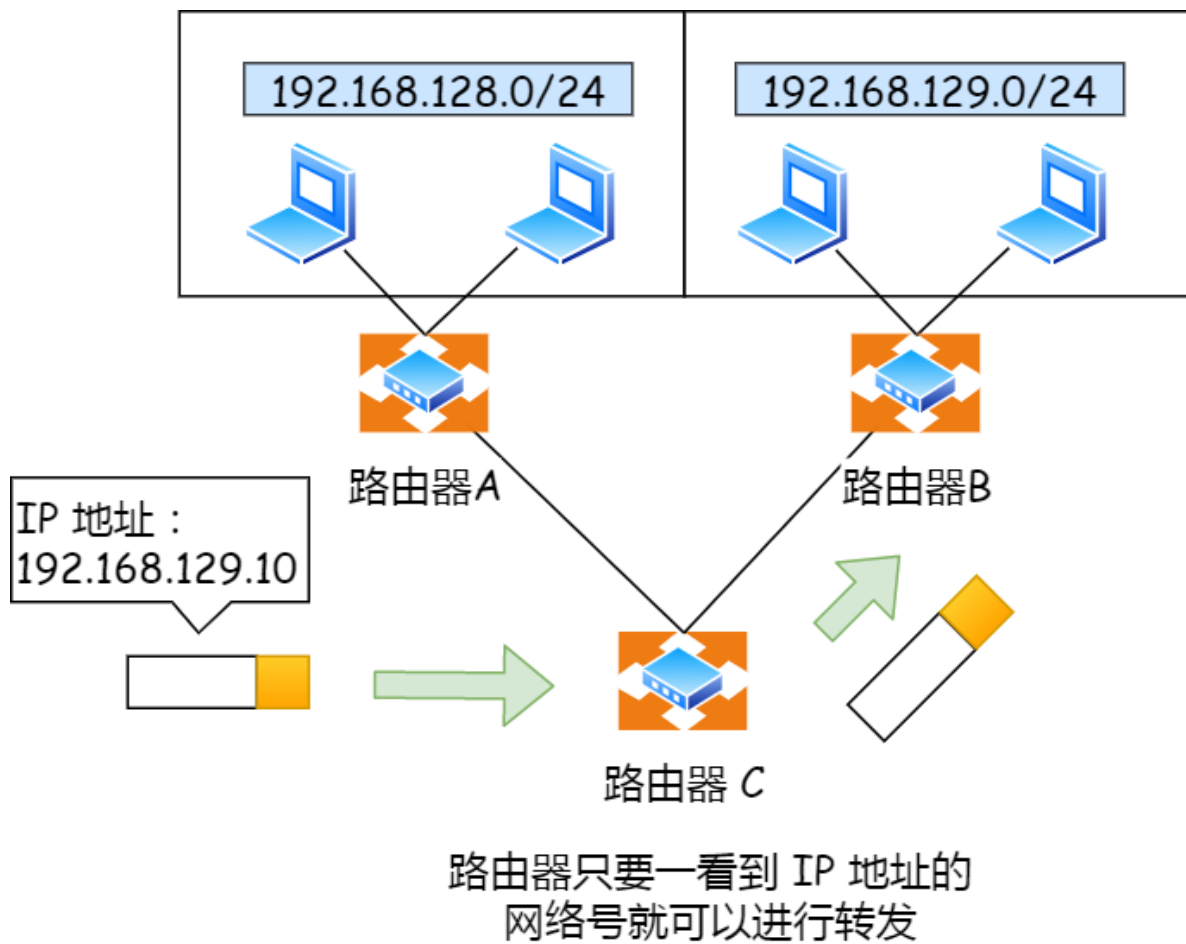 192.168.128.0/24
192.168.129.0/24
路由器A
路由器B
IP 地址：
192.168.129.10
路由器 C
路由器只要一看到 IP 地址的
网络号就可以进行转发